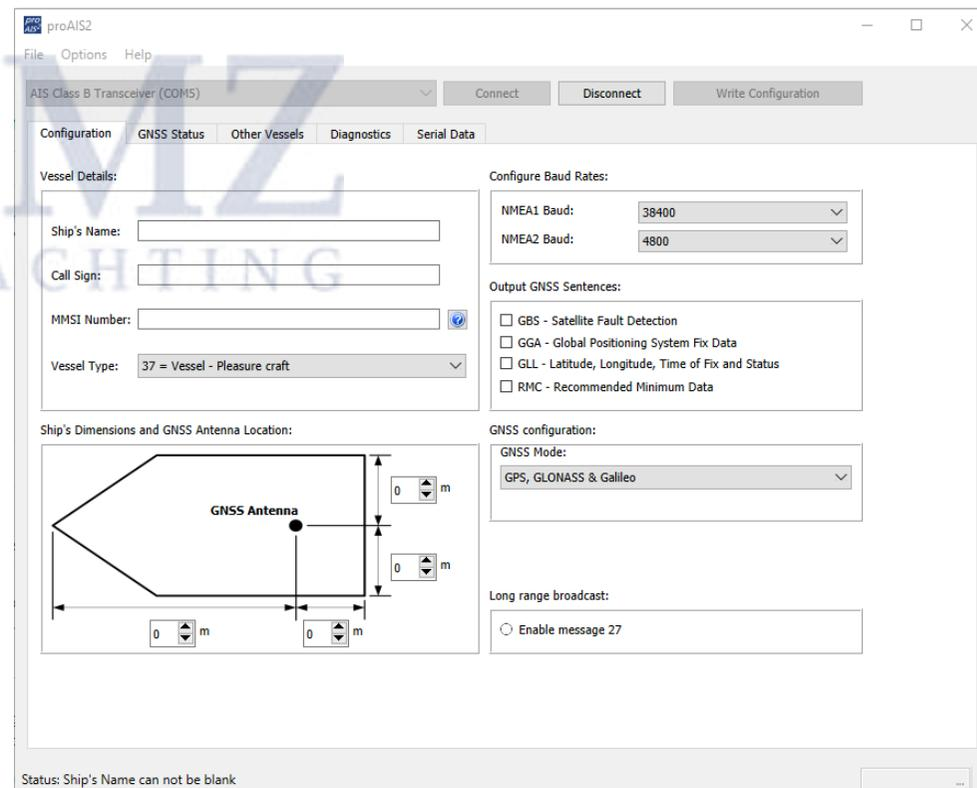 pro
AIS²
proAIS2
File Options Help
AIS Class B Transceiver (COM5) Connect Disconnect Write Configuration
Configuration GNSS Status Other Vessels Diagnostics Serial Data
Vessel Details:
Ship's Name:
Call Sign:
MMSI Number: ?
Vessel Type: 37 = Vessel - Pleasure craft
Configure Baud Rates:
NMEA1 Baud: 38400
NMEA2 Baud: 4800
Output GNSS Sentences:
GBS - Satellite Fault Detection
GGA - Global Positioning System Fix Data
GLL - Latitude, Longitude, Time of Fix and Status
RMC - Recommended Minimum Data
Ship's Dimensions and GNSS Antenna Location:
GNSS Antenna
0 m
0 m
0 m 0 m
GNSS configuration:
GNSS Mode:
GPS, GLONASS & Galileo
Long range broadcast:
Enable message 27
Status: Ship's Name can not be blank
...
MZ
ACHTING